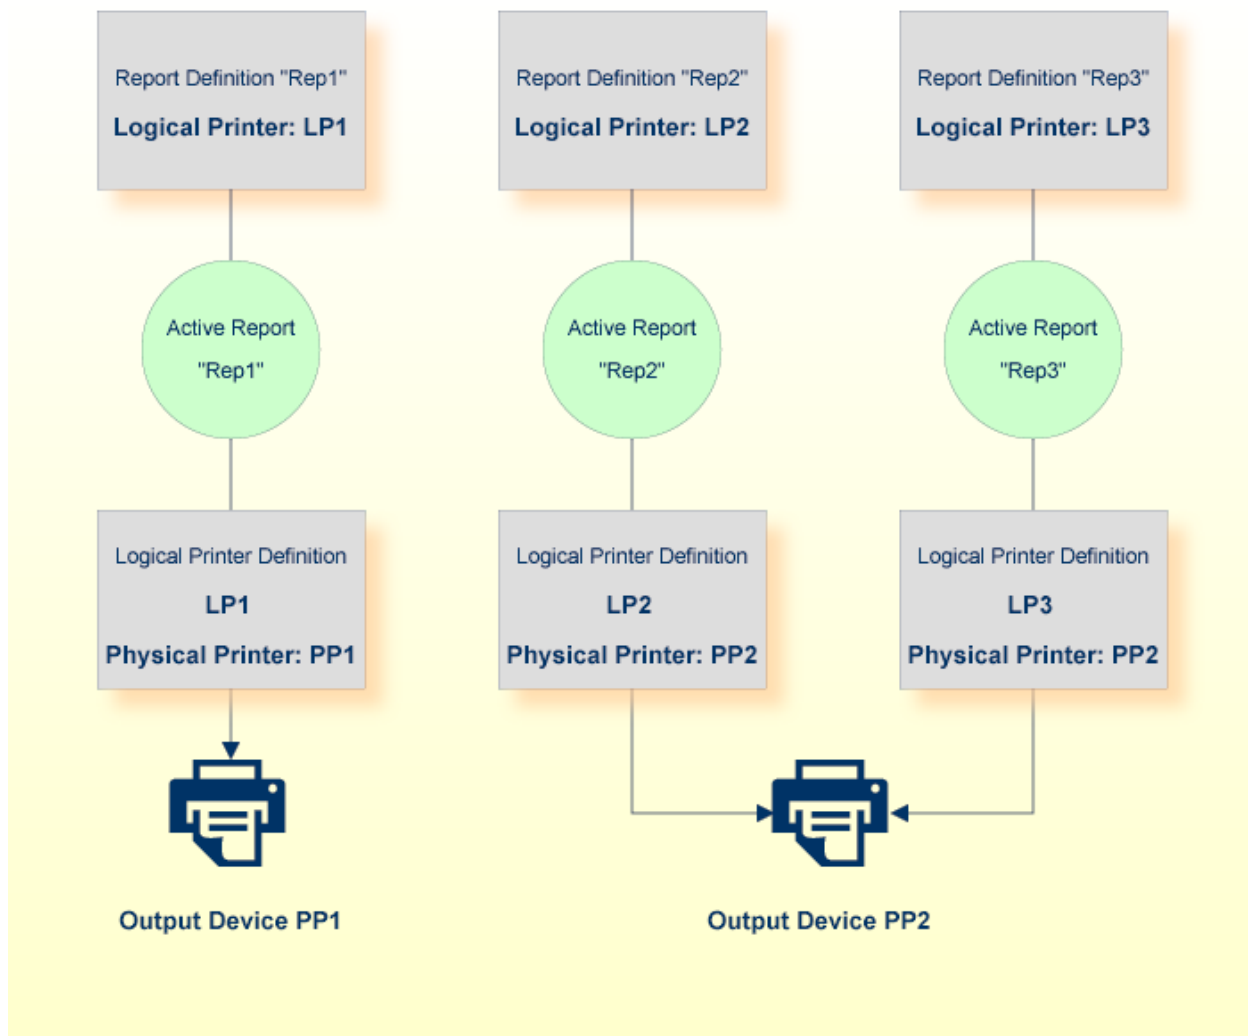 Report Definition "Rep1"
Logical Printer: LP1
Report Definition "Rep2"
Logical Printer: LP2
Report Definition "Rep3"
Logical Printer: LP3
Active Report
"Rep1"
Active Report
"Rep2"
Active Report
"Rep3"
Logical Printer Definition
LP1
Physical Printer: PP1
Logical Printer Definition
LP2
Physical Printer: PP2
Logical Printer Definition
LP3
Physical Printer: PP2
Output Device PP1
Output Device PP2